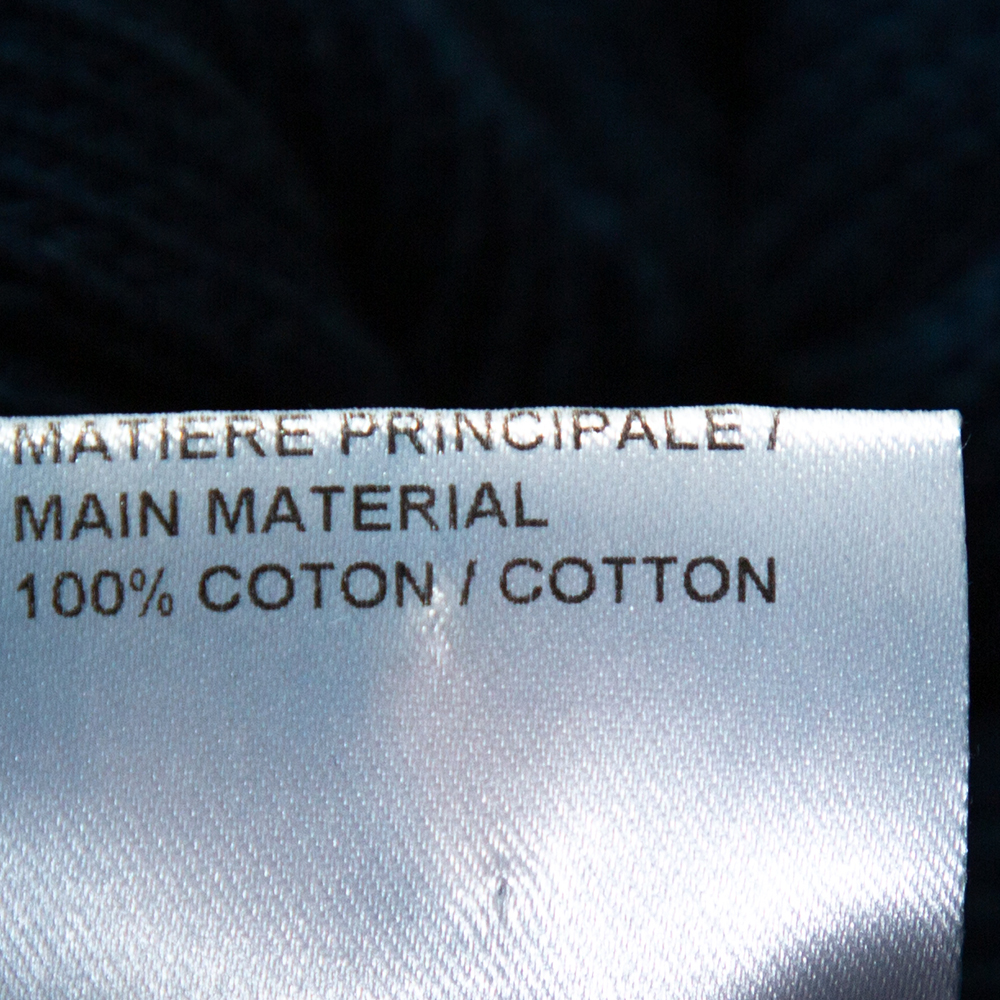 MATIERE PRINCIPALE /
MAIN MATERIAL
100% COTON / COTTON